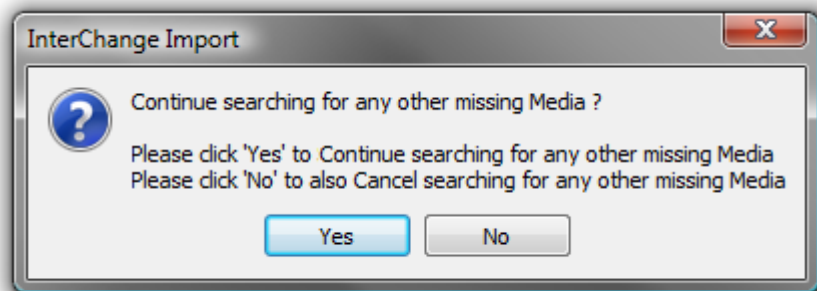 InterChange Import
Continue searching for any other missing Media ?
Please click 'Yes' to Continue searching for any other missing Media
Please click 'No' to also Cancel searching for any other missing Media
Yes
No